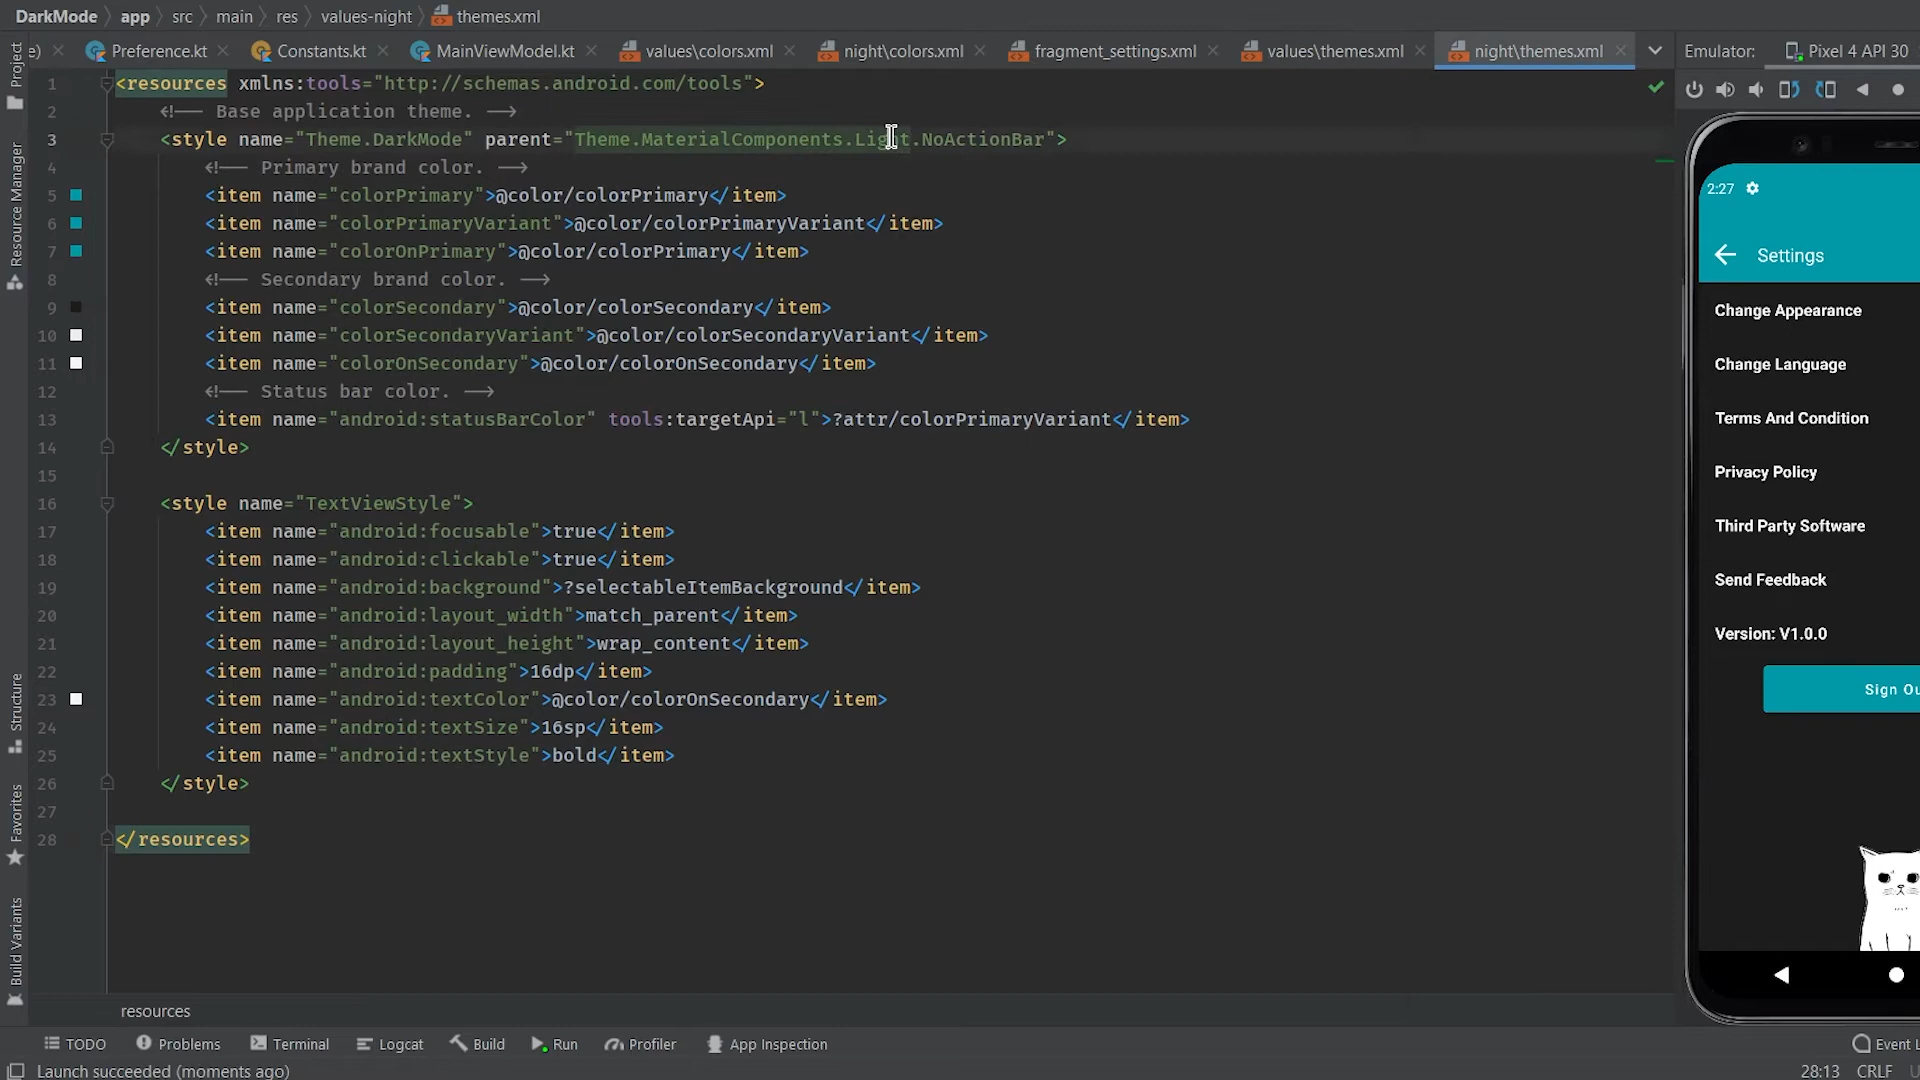 DarkMode app src main res values-night themes.xml
e) Preference.kt Constants.kt MainViewModel.kt values\colors.xml night\colors.xml fragment_settings.xml values\themes.xml night\themes.xml Emulator: Pixel 4 API 30
Project
Resource Manager
Structure
Favorites
Build Variants
1 <resources xmlns:tools="http://schemas.android.com/tools">
2 <!-- Base application theme. -->
3 <style name="Theme.DarkMode" parent="Theme.MaterialComponents.Light.NoActionBar">
4 <!-- Primary brand color. -->
5 <item name="colorPrimary">@color/colorPrimary</item>
6 <item name="colorPrimaryVariant">@color/colorPrimaryVariant</item>
7 <item name="colorOnPrimary">@color/colorPrimary</item>
8 <!-- Secondary brand color. -->
9 <item name="colorSecondary">@color/colorSecondary</item>
10 <item name="colorSecondaryVariant">@color/colorSecondaryVariant</item>
11 <item name="colorOnSecondary">@color/colorOnSecondary</item>
12 <!-- Status bar color. -->
13 <item name="android:statusBarColor" tools:targetApi="l">?attr/colorPrimaryVariant</item>
14 </style>
15
16 <style name="TextViewStyle">
17 <item name="android:focusable">true</item>
18 <item name="android:clickable">true</item>
19 <item name="android:background">?selectableItemBackground</item>
20 <item name="android:layout_width">match_parent</item>
21 <item name="android:layout_height">wrap_content</item>
22 <item name="android:padding">16dp</item>
23 <item name="android:textColor">@color/colorOnSecondary</item>
24 <item name="android:textSize">16sp</item>
25 <item name="android:textStyle">bold</item>
26 </style>
27
28 </resources>
2:27
Settings
Change Appearance
Change Language
Terms And Condition
Privacy Policy
Third Party Software
Send Feedback
Version: V1.0.0
Sign Ou
resources
TODO Problems Terminal Logcat Build Run Profiler App Inspection Event L
Launch succeeded (moments ago) 28:13 CRLF U